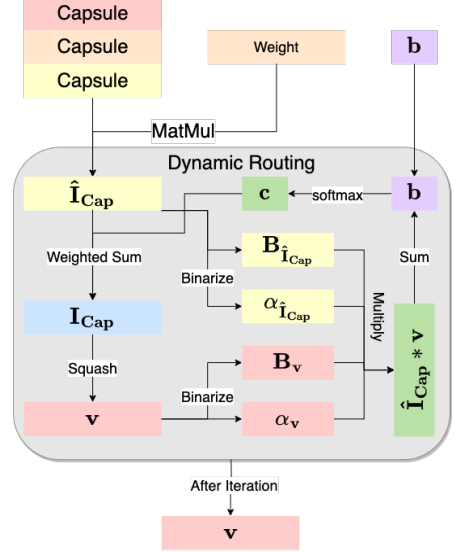 Capsule
Capsule
Weight
b
Capsule
MatMul
Dynamic Routing
Î_Cap
c
softmax
b
B_Î_Cap
Weighted Sum
Binarize
Sum
α_Î_Cap
I_Cap
Multiply
Î_Cap * v
Squash
B_v
Binarize
v
α_v
After Iteration
v